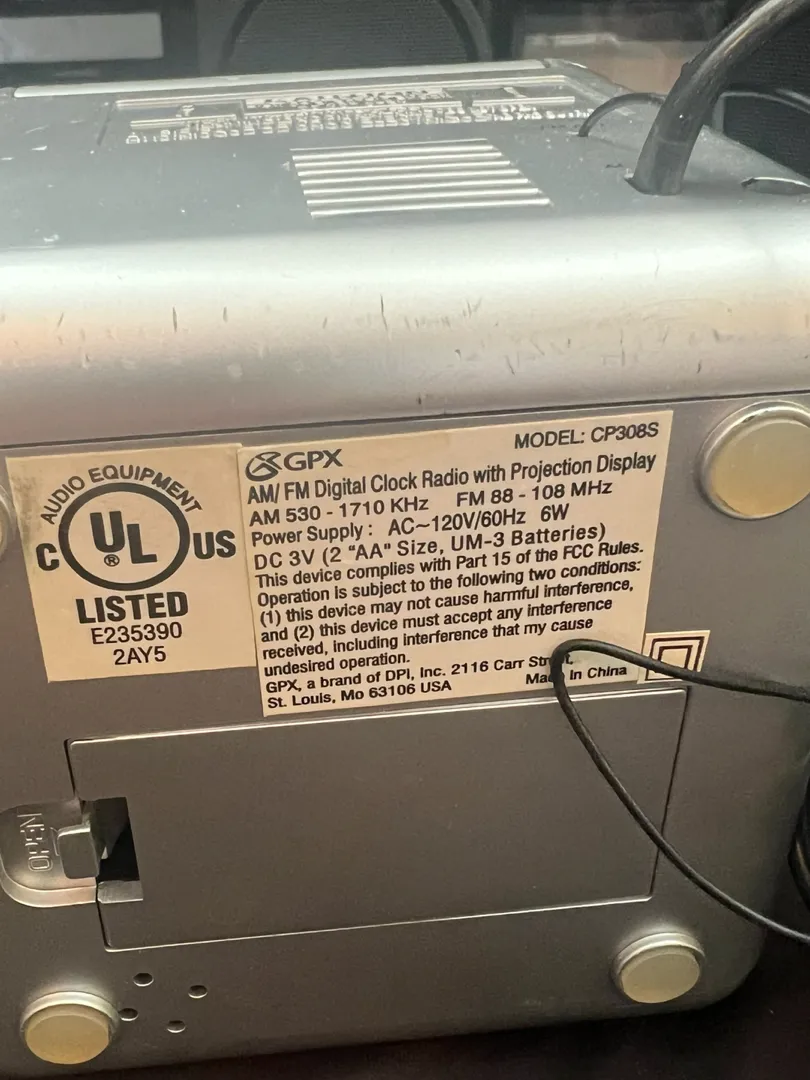 AUDIO EQUIPMENT
C UL® US
LISTED
E235390
2AY5
GPX
MODEL: CP308S
AM/ FM Digital Clock Radio with Projection Display
AM 530 - 1710 KHz FM 88 - 108 MHz
Power Supply : AC~120V/60Hz 6W
DC 3V (2 "AA" Size, UM-3 Batteries)
This device complies with Part 15 of the FCC Rules.
Operation is subject to the following two conditions:
(1) this device may not cause harmful interference,
and (2) this device must accept any interference
received, including interference that my cause
undesired operation.
GPX, a brand of DPI, Inc. 2116 Carr Street,
St. Louis, Mo 63106 USA
Made in China
OPEN